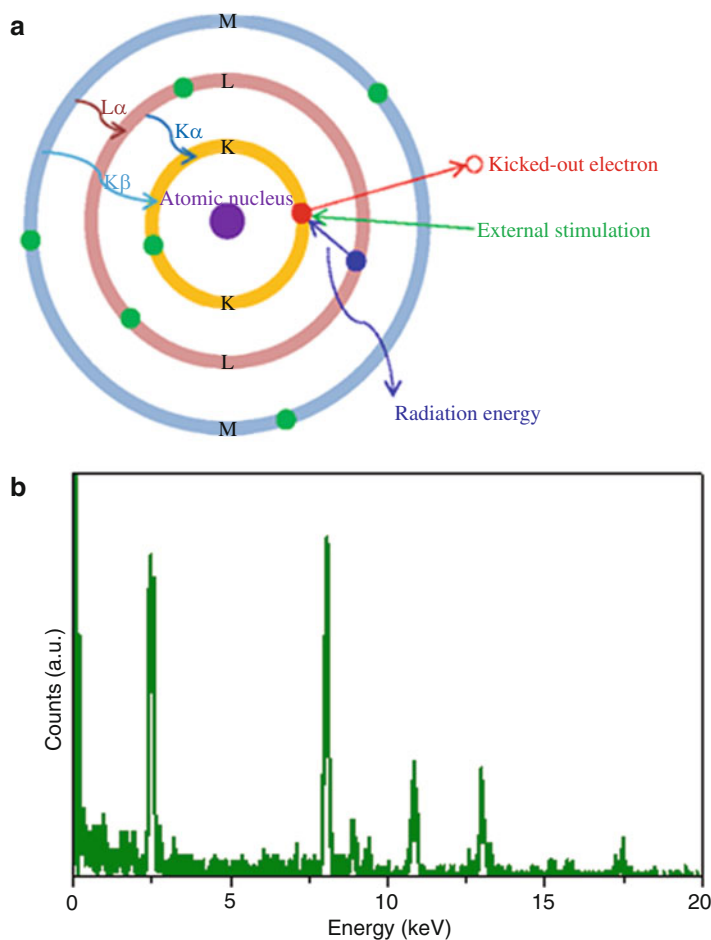 a
M
L
Lα
Kα
K
Kβ
Atomic nucleus
Kicked-out electron
External stimulation
K
L
Radiation energy
M
b
Counts (a.u.)
0
5
10
15
20
Energy (keV)